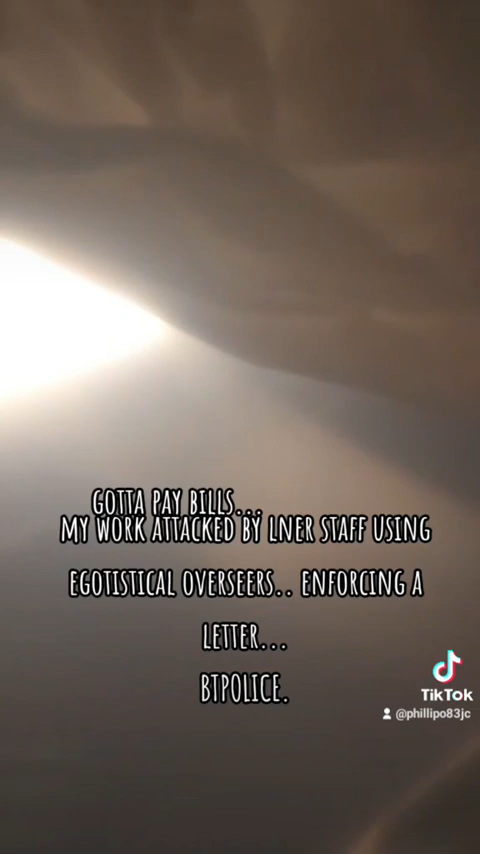 GOTTA PAY BILLS...
MY WORK ATTACKED BY LNER STAFF USING
EGOTISTICAL OVERSEERS.. ENFORCING A
LETTER...
BTPOLICE.
TikTok
@phillipo83jc